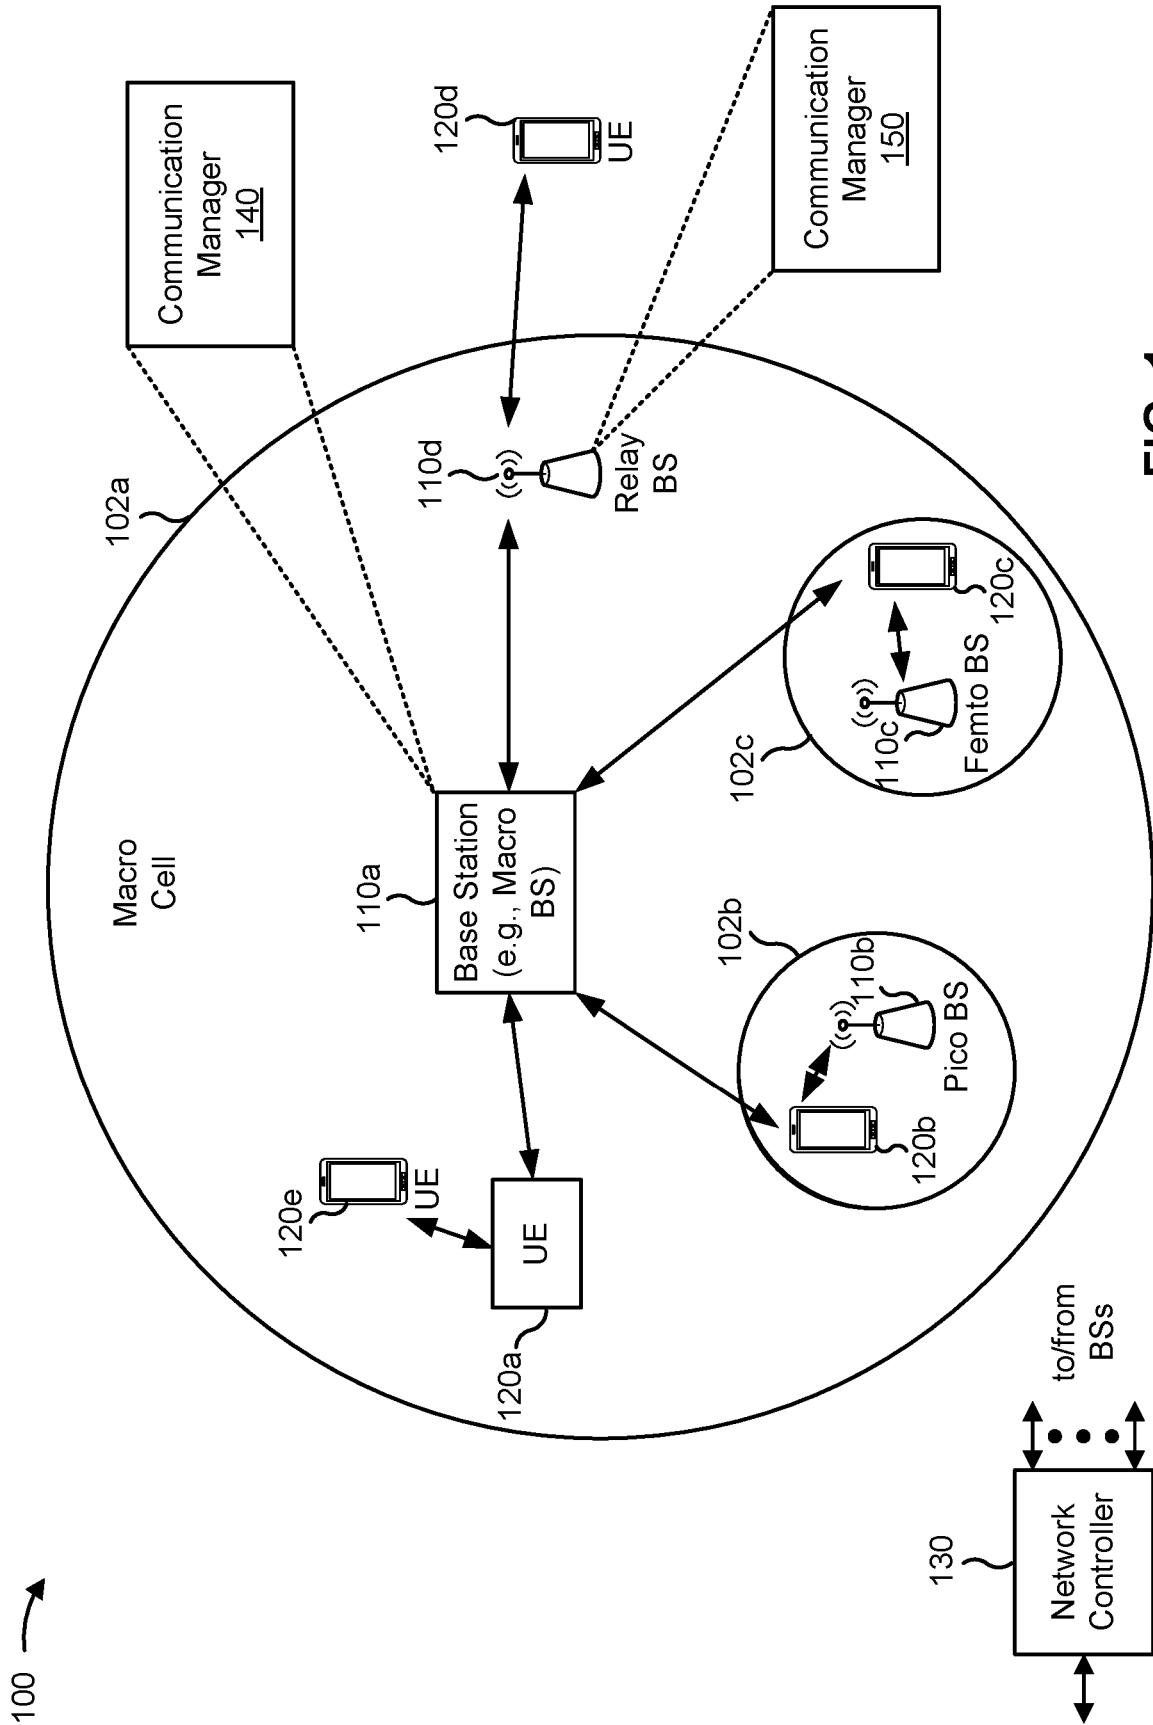 100
Macro
Cell
102a
Communication
Manager
140
110a
Base Station
(e.g., Macro
BS)
120e
UE
UE
120a
110d
Relay
BS
120d
UE
Communication
Manager
150
102b
110b
Pico BS
120b
102c
110c
Femto BS
120c
130
Network
Controller
to/from
BSs